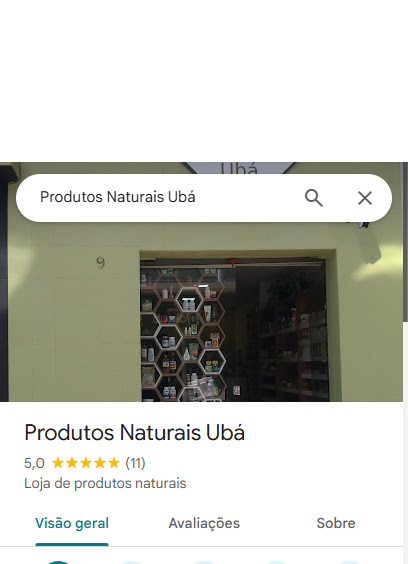 Ubá
Produtos Naturais Ubá
9
Produtos Naturais Ubá
5,0 ★★★★★ (11)
Loja de produtos naturais
Visão geral Avaliações Sobre